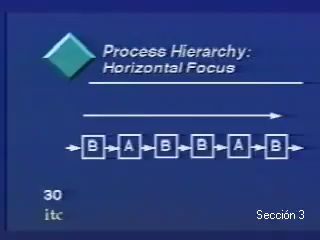 Process Hierarchy:
Horizontal Focus
B A B B A B
30
itc
Sección 3